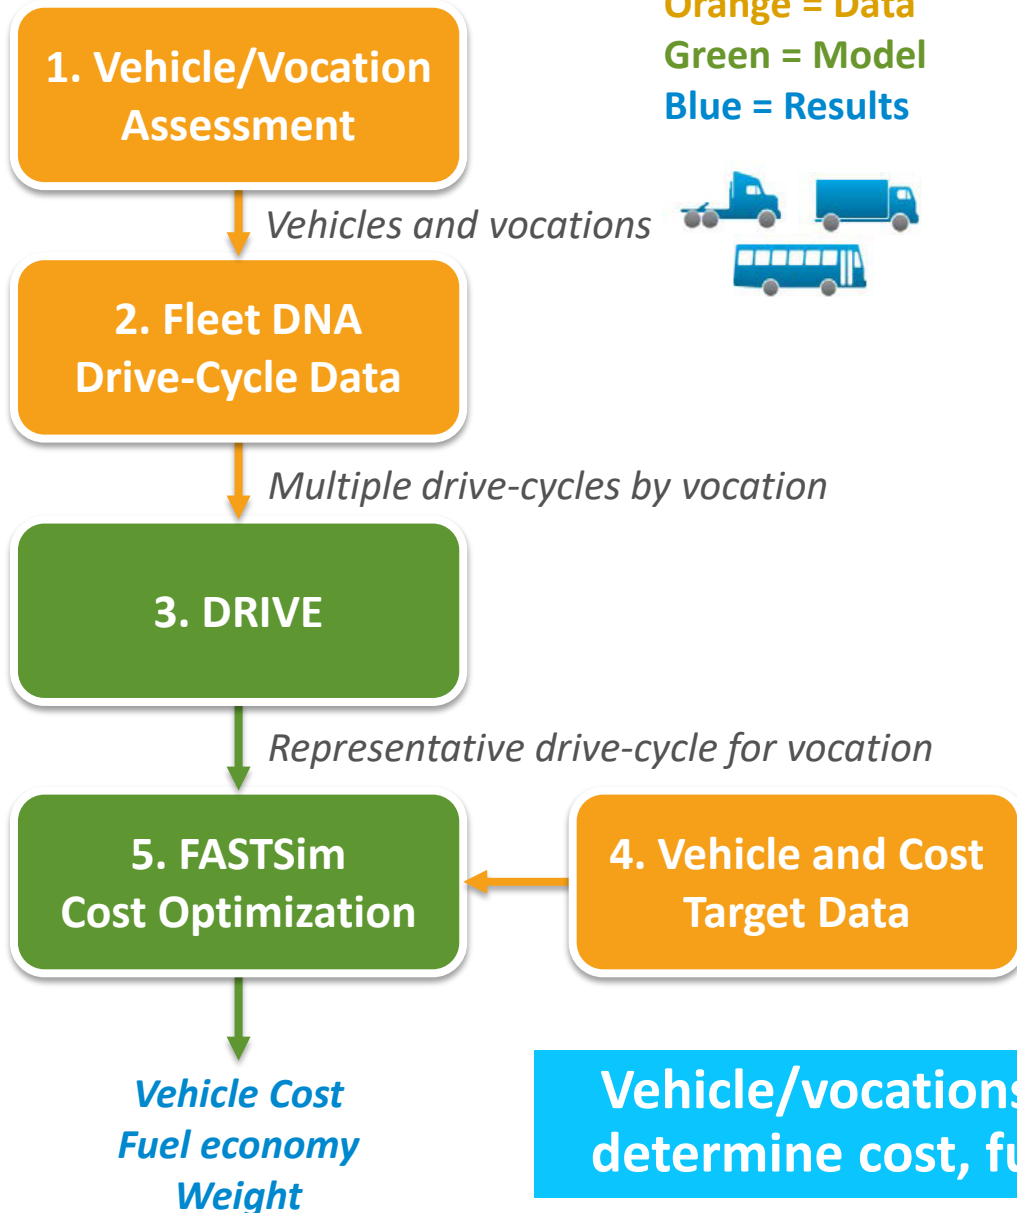 Orange = Data
Green = Model
Blue = Results
1. Vehicle/Vocation
Assessment
Vehicles and vocations
2. Fleet DNA
Drive-Cycle Data
Multiple drive-cycles by vocation
3. DRIVE
Representative drive-cycle for vocation
5. FASTSim
Cost Optimization
4. Vehicle and Cost
Target Data
Vehicle Cost
Fuel economy
Weight
Vehicle/vocations
determine cost, fu